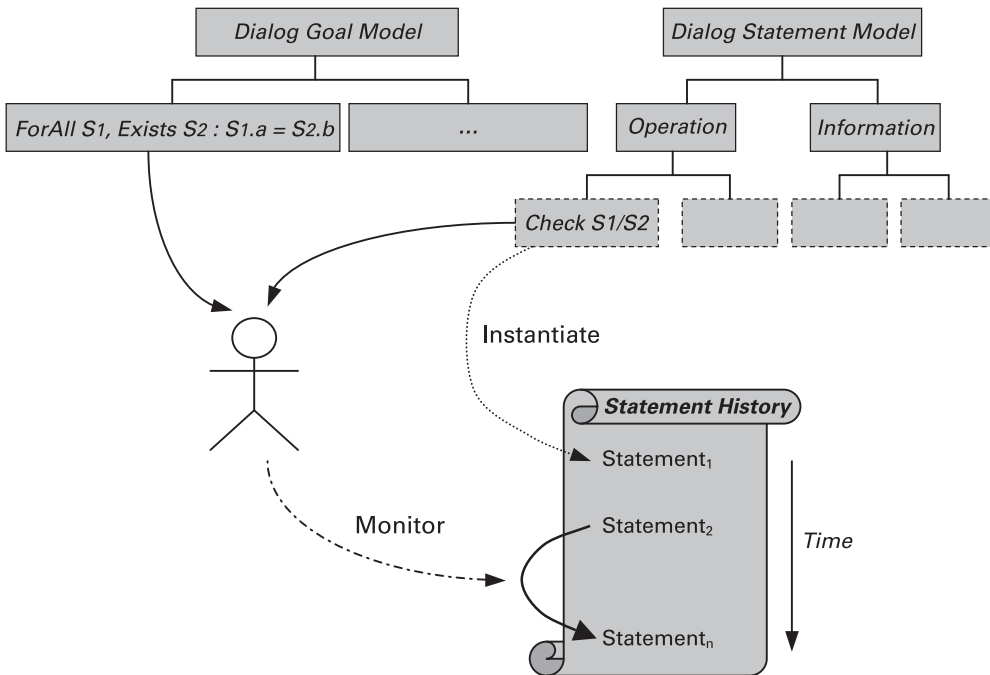 Dialog Goal Model
Dialog Statement Model
ForAll S1, Exists S2 : S1.a = S2.b
...
Operation
Information
Check S1/S2
Instantiate
Statement History
Statement₁
Monitor
Statement₂
Time
Statementₙ